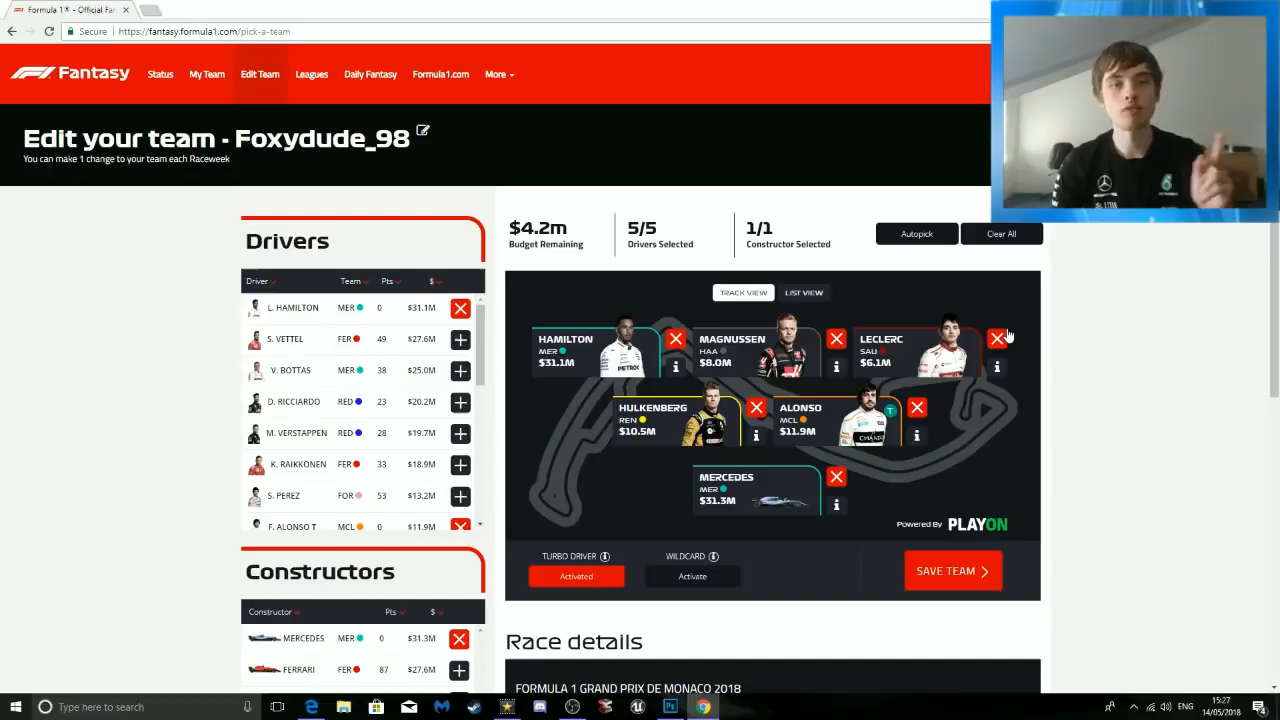 Formula 1® - Official Fan
Secure
https://fantasy.formula1.com/pick-a-team
F1 Fantasy
Status
My Team
Edit Team
Leagues
Daily Fantasy
Formula1.com
More
Edit your team - Foxydude_98
You can make 1 change to your team each Raceweek
Drivers
Driver Team Pts $
L. HAMILTON MER 0 $31.1M
S. VETTEL FER 49 $27.6M
V. BOTTAS MER 38 $25.0M
D. RICCIARDO RED 23 $20.2M
M. VERSTAPPEN RED 28 $19.7M
K. RAIKKONEN FER 33 $18.9M
S. PEREZ FOR 53 $13.2M
F. ALONSO T MCL 0 $11.9M
Constructors
Constructor Pts $
MERCEDES MER 0 $31.3M
FERRARI FER 87 $27.6M
$4.2m
Budget Remaining
5/5
Drivers Selected
1/1
Constructor Selected
Autopick
Clear All
TRACK VIEW
LIST VIEW
HAMILTON
MER
$31.1M
MAGNUSSEN
HAA
$8.0M
LECLERC
SAU
$6.1M
HULKENBERG
REN
$10.5M
ALONSO
MCL
$11.9M
T
MERCEDES
MER
$31.3M
Powered By PLAYON
TURBO DRIVER
Activated
WILDCARD
Activate
SAVE TEAM
Race details
FORMULA 1 GRAND PRIX DE MONACO 2018
Type here to search
ENG
15:27
14/05/2018